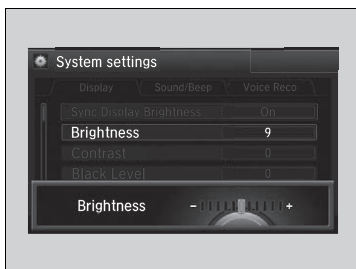 System settings
Display Sound/Beep Voice Reco
Sync Display Brightness On
Brightness 9
Contrast 0
Black Level 0
Brightness - +